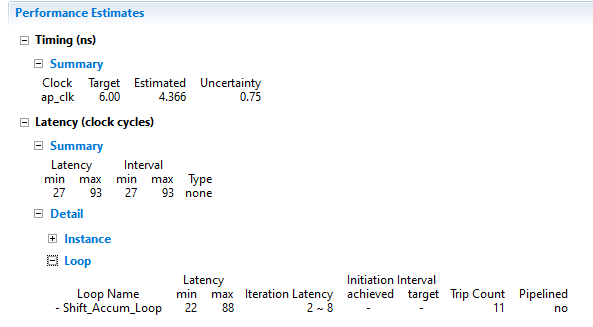 Performance Estimates
Timing (ns)
Summary
Clock Target Estimated Uncertainty
ap_clk 6.00 4.366 0.75
Latency (clock cycles)
Summary
Latency Interval
min max min max Type
27 93 27 93 none
Detail
Instance
Loop
Latency Initiation Interval
Loop Name min max Iteration Latency achieved target Trip Count Pipelined
- Shift_Accum_Loop 22 88 2 ~ 8 - - 11 no